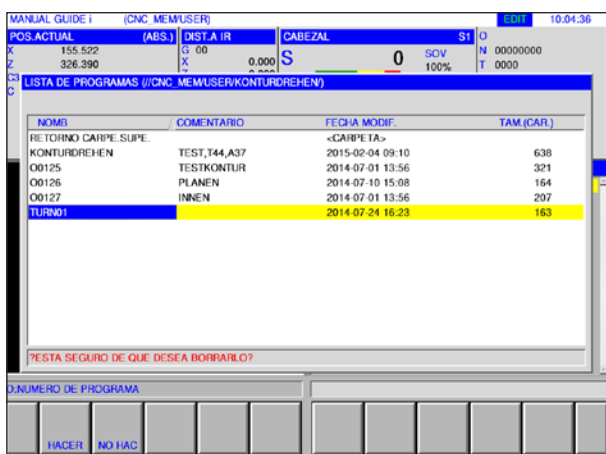 MANUAL GUIDE i (CNC_MEM/USER) EDIT 10:04:36
POS.ACTUAL (ABS.) DIST.A IR CABEZAL S1 O
X 155.522 G 00 S 0 SOV N 00000000
Z 326.390 X 0.000 100% T 0000
C3 LISTA DE PROGRAMAS (//CNC_MEM/USER/KONTURDREHEN/)
C
NOMB COMENTARIO FECHA MODIF. TAM.(CAR.)
RETORNO CARPE.SUPE. <CARPETA>
KONTURDREHEN TEST,T44,A37 2015-02-04 09:10 638
O0125 TESTKONTUR 2014-07-01 13:56 321
O0126 PLANEN 2014-07-10 15:08 164
O0127 INNEN 2014-07-01 13:56 207
TURN01 2014-07-24 16:23 163
?ESTA SEGURO DE QUE DESEA BORRARLO?
O:NUMERO DE PROGRAMA
HACER NO HAC